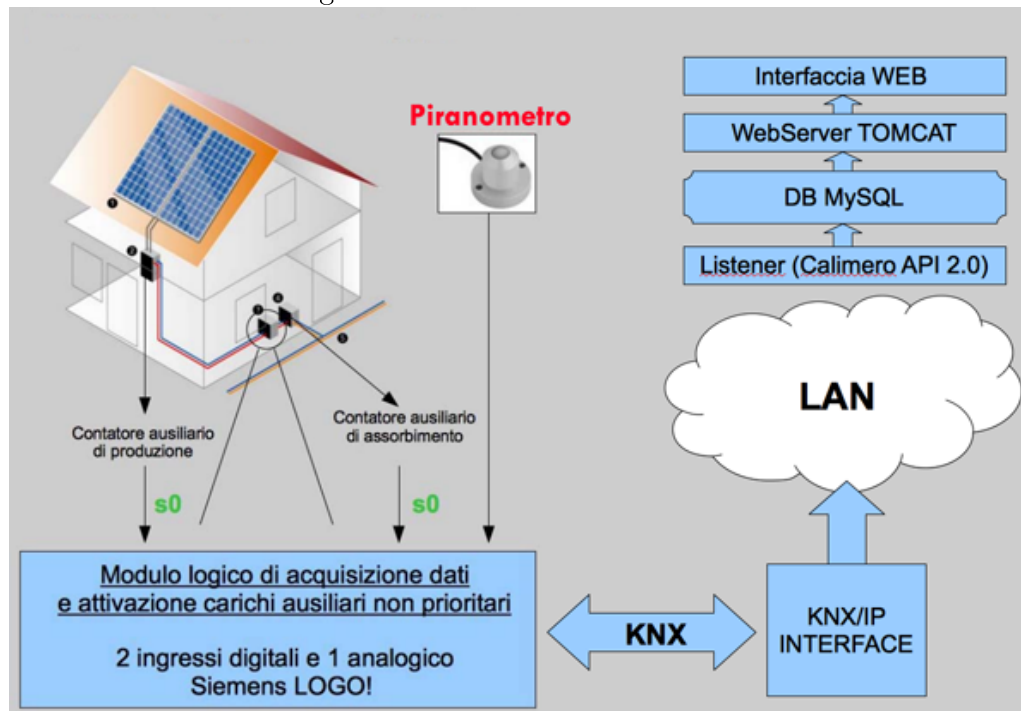 Piranometro
Interfaccia WEB
WebServer TOMCAT
DB MySQL
Listener (Calimero API 2.0)
LAN
Contatore ausiliario
di produzione
Contatore ausiliario
di assorbimento
s0
s0
Modulo logico di acquisizione dati
e attivazione carichi ausiliari non prioritari
2 ingressi digitali e 1 analogico
Siemens LOGO!
KNX
KNX/IP
INTERFACE